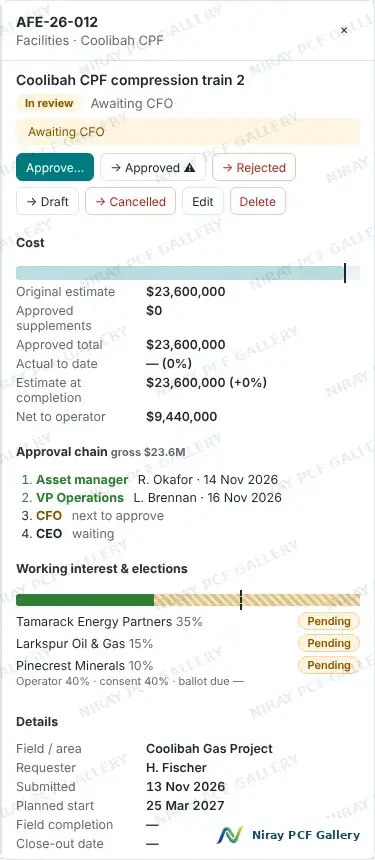 AFE-26-012
Facilities · Coolibah CPF
×
Coolibah CPF compression train 2
In review Awaiting CFO
Awaiting CFO
Approve... → Approved ⚠ → Rejected
→ Draft → Cancelled Edit Delete
Cost
Original estimate $23,600,000
Approved
supplements $0
Approved total $23,600,000
Actual to date — (0%)
Estimate at
completion $23,600,000 (+0%)
Net to operator $9,440,000
Approval chain gross $23.6M
1. Asset manager R. Okafor · 14 Nov 2026
2. VP Operations L. Brennan · 16 Nov 2026
3. CFO next to approve
4. CEO waiting
Working interest & elections
Tamarack Energy Partners 35% Pending
Larkspur Oil & Gas 15% Pending
Pinecrest Minerals 10% Pending
Operator 40% · consent 40% · ballot due —
Details
Field / area Coolibah Gas Project
Requester H. Fischer
Submitted 13 Nov 2026
Planned start 25 Mar 2027
Field completion —
Close-out date —
Niray PCF Gallery
NIRAY PCF GALLERY